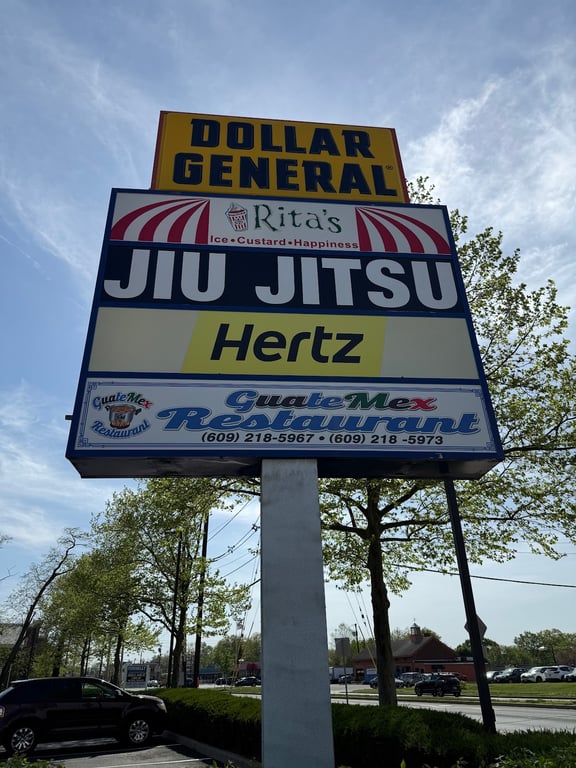 DOLLAR
GENERAL®
Rita's
Ice•Custard•Happiness
JIU JITSU
Hertz
GuateMex
Restaurant
GuateMex
Restaurant
(609) 218-5967 • (609) 218-5973